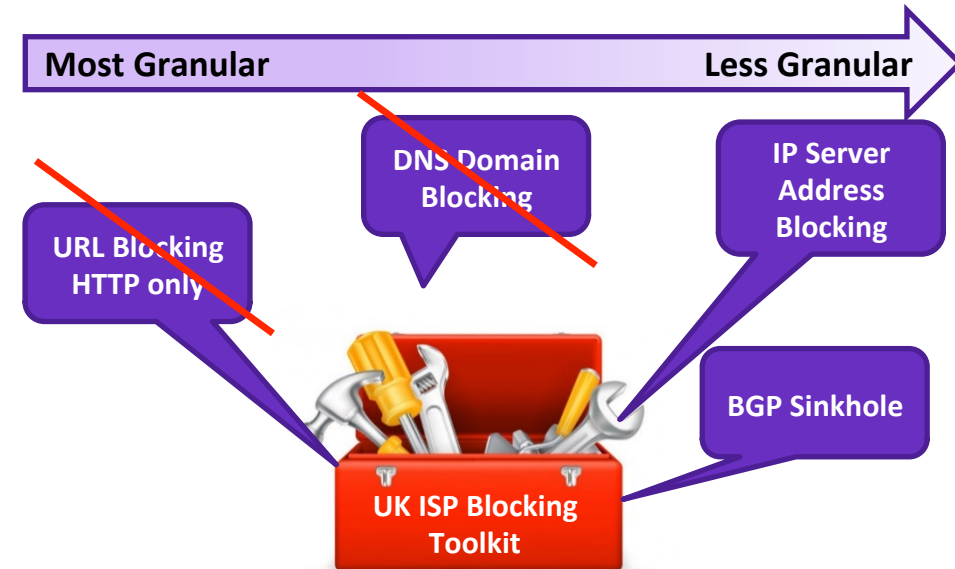 Most Granular
Less Granular
DNS Domain
Blocking
IP Server
Address
Blocking
URL Blocking
HTTP only
BGP Sinkhole
UK ISP Blocking
Toolkit